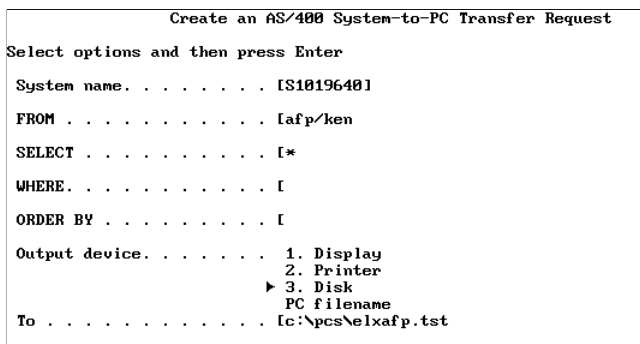 Create an AS/400 System-to-PC Transfer Request
Select options and then press Enter
System name. . . . . . . . [S1019640]
FROM . . . . . . . . . . . [afp/ken
SELECT . . . . . . . . . . [*
WHERE. . . . . . . . . . . [
ORDER BY . . . . . . . . . [
Output device. . . . . . . 1. Display
2. Printer
► 3. Disk
PC filename
To . . . . . . . . . . . . [c:\pcs\elxafp.tst